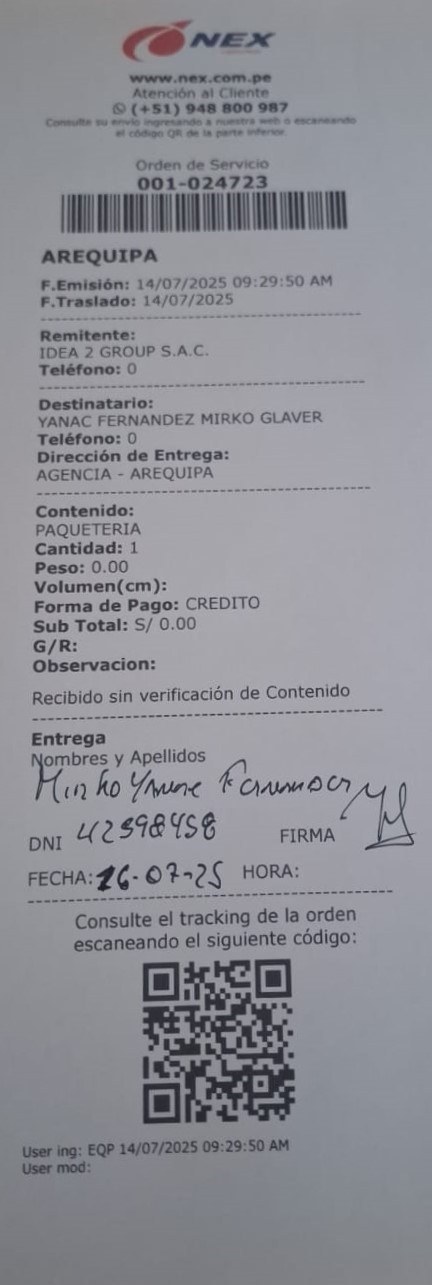 NEX
www.nex.com.pe
Atención al Cliente
(+51) 948 800 987
Consulte su envío ingresando a nuestra web o escaneando
el código QR de la parte inferior.
Orden de Servicio
001-024723
AREQUIPA
F.Emisión: 14/07/2025 09:29:50 AM
F.Traslado: 14/07/2025
Remitente:
IDEA 2 GROUP S.A.C.
Teléfono: 0
Destinatario:
YANAC FERNANDEZ MIRKO GLAVER
Teléfono: 0
Dirección de Entrega:
AGENCIA - AREQUIPA
Contenido:
PAQUETERIA
Cantidad: 1
Peso: 0.00
Volumen(cm):
Forma de Pago: CREDITO
Sub Total: S/ 0.00
G/R:
Observacion:
Recibido sin verificación de Contenido
Entrega
Nombres y Apellidos
Mirko
DNI 42398458 FIRMA
FECHA: 16-07-25 HORA:
Consulte el tracking de la orden
escaneando el siguiente código:
User ing: EQP 14/07/2025 09:29:50 AM
User mod: